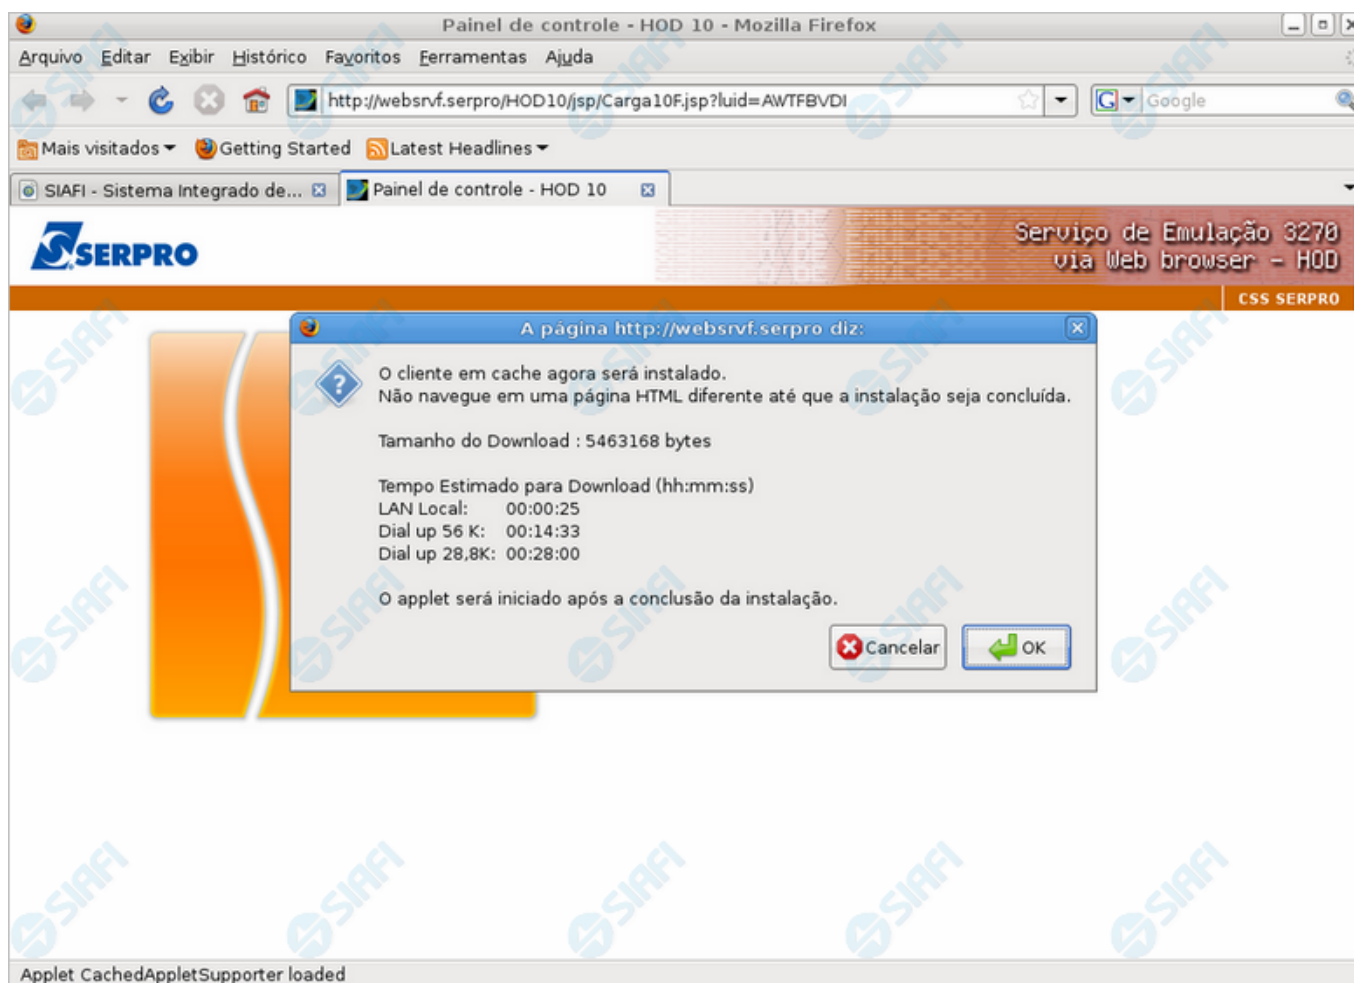 Painel de controle - HOD 10 - Mozilla Firefox
Arquivo Editar Exibir Histórico Favoritos Ferramentas Ajuda
http://websrvf.serpro/HOD10/jsp/Carga10F.jsp?luid=AWTFBVDI
Google
Mais visitados Getting Started Latest Headlines
SIAFI - Sistema Integrado de... Painel de controle - HOD 10
SERPRO
Serviço de Emulação 3270
via Web browser - HOD
CSS SERPRO
A página http://websrvf.serpro diz:
O cliente em cache agora será instalado.
Não navegue em uma página HTML diferente até que a instalação seja concluída.
Tamanho do Download : 5463168 bytes
Tempo Estimado para Download (hh:mm:ss)
LAN Local: 00:00:25
Dial up 56 K: 00:14:33
Dial up 28,8K: 00:28:00
O applet será iniciado após a conclusão da instalação.
Cancelar OK
Applet CachedAppletSupporter loaded